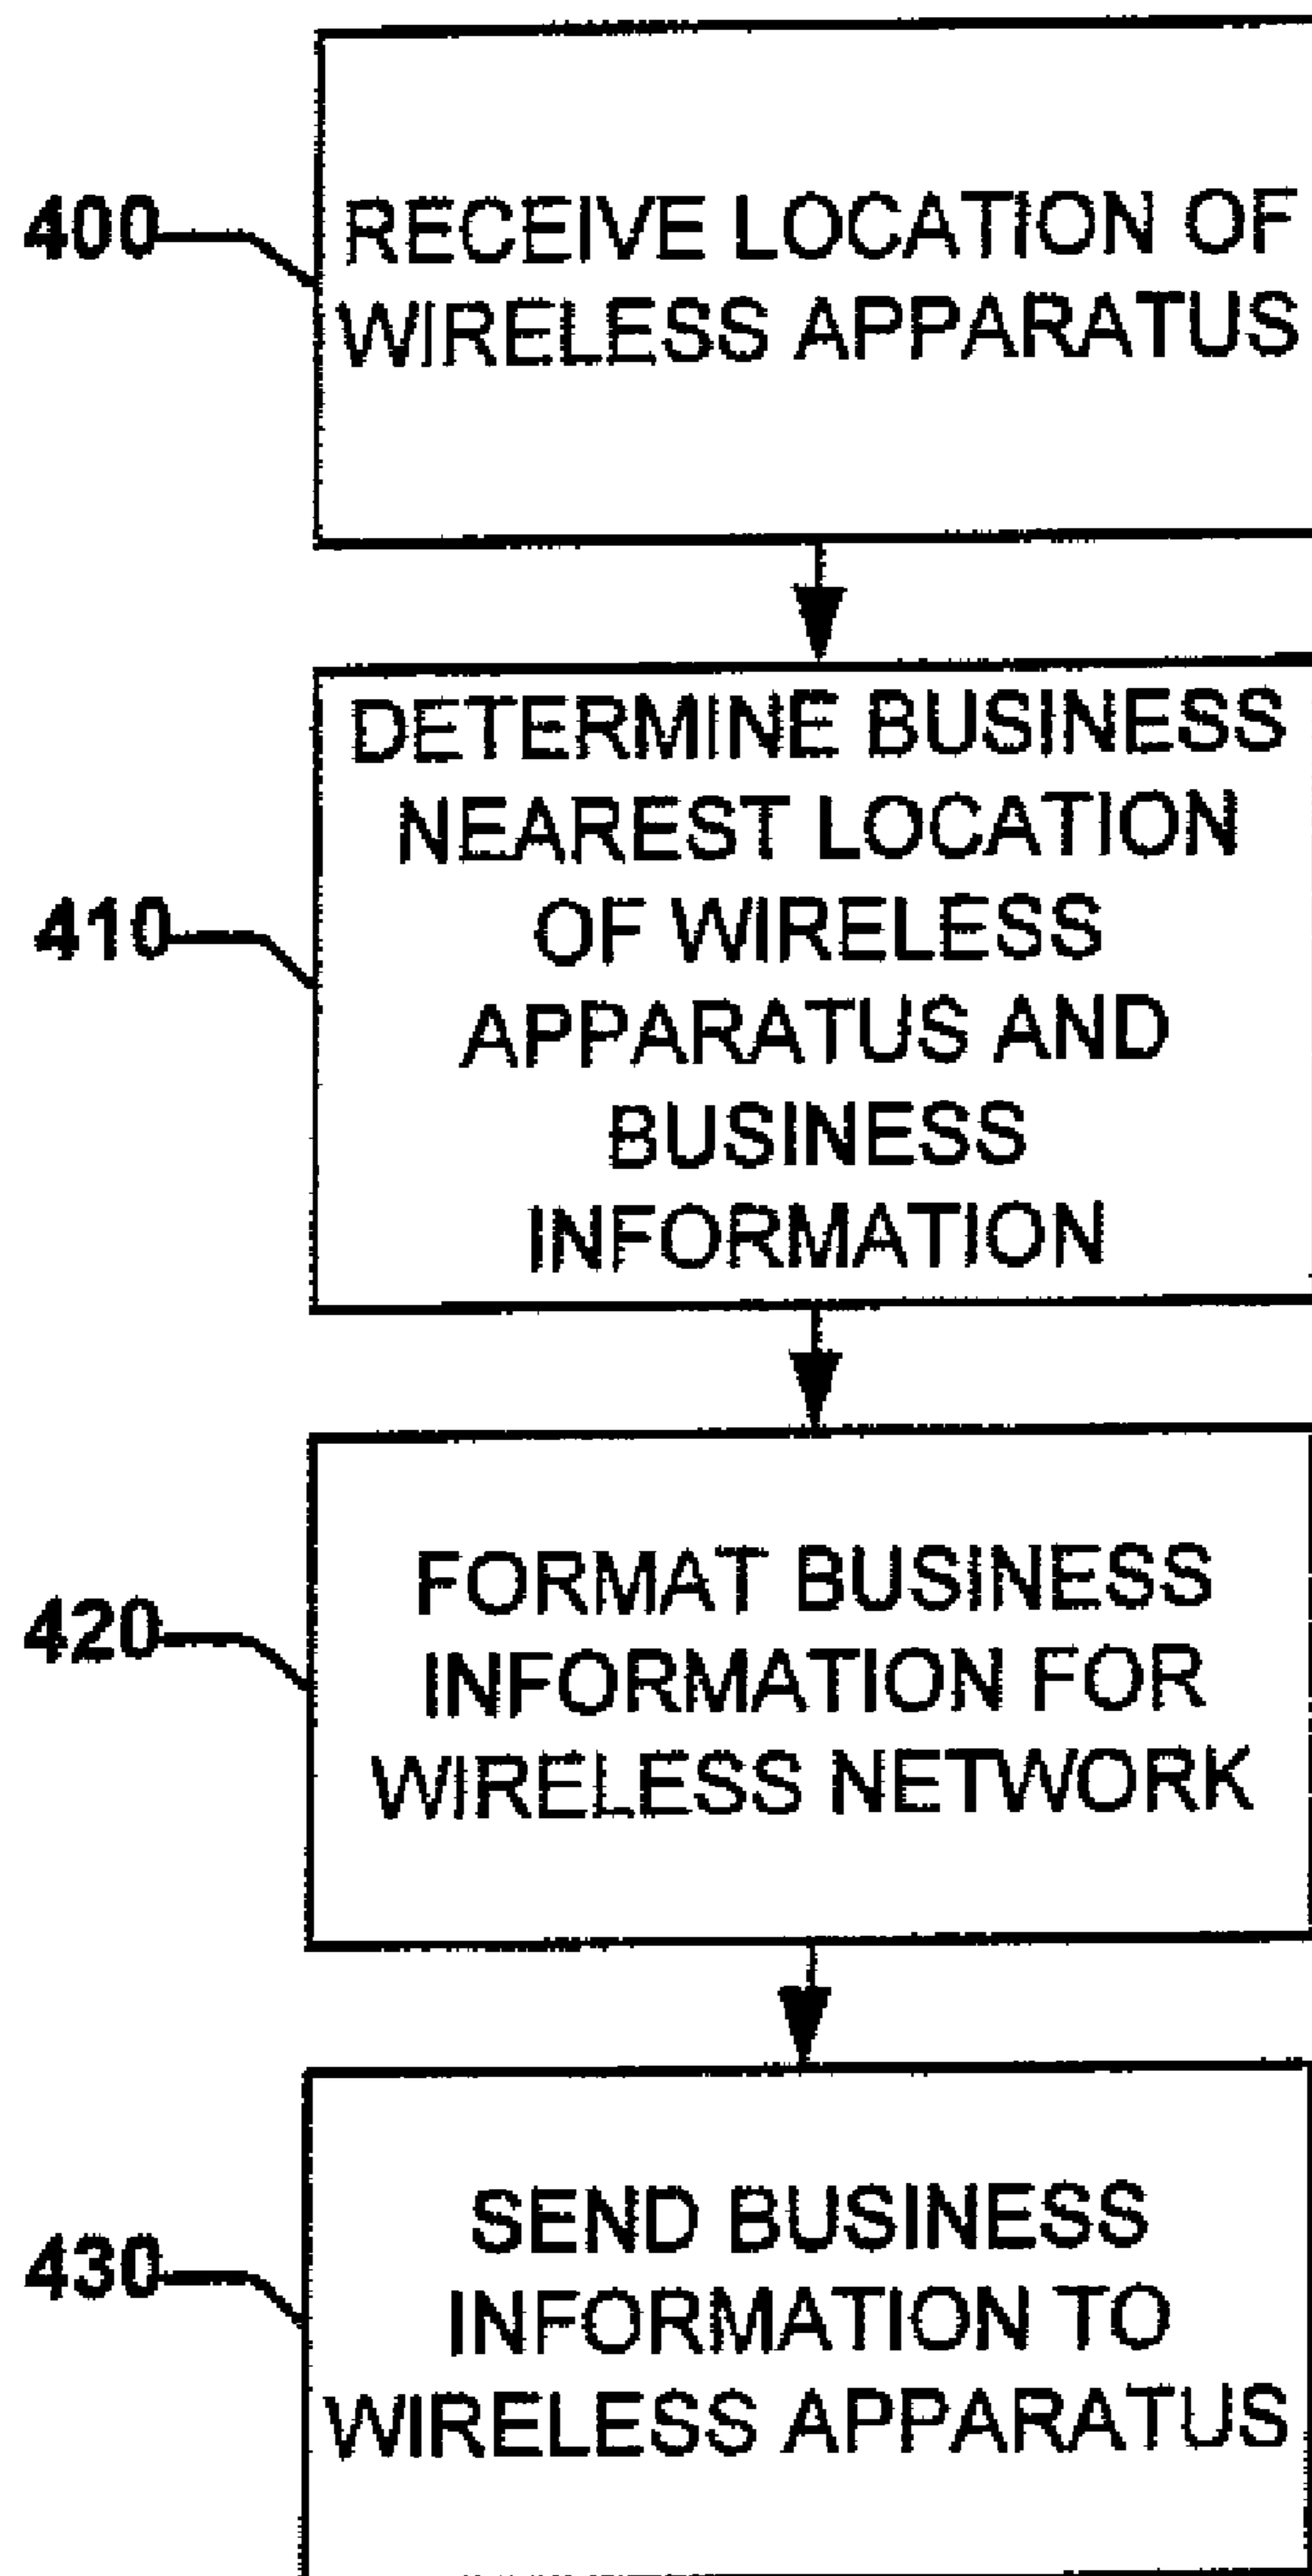 400
RECEIVE LOCATION OF
WIRELESS APPARATUS
410
DETERMINE BUSINESS
NEAREST LOCATION
OF WIRELESS
APPARATUS AND
BUSINESS
INFORMATION
420
FORMAT BUSINESS
INFORMATION FOR
WIRELESS NETWORK
430
SEND BUSINESS
INFORMATION TO
WIRELESS APPARATUS